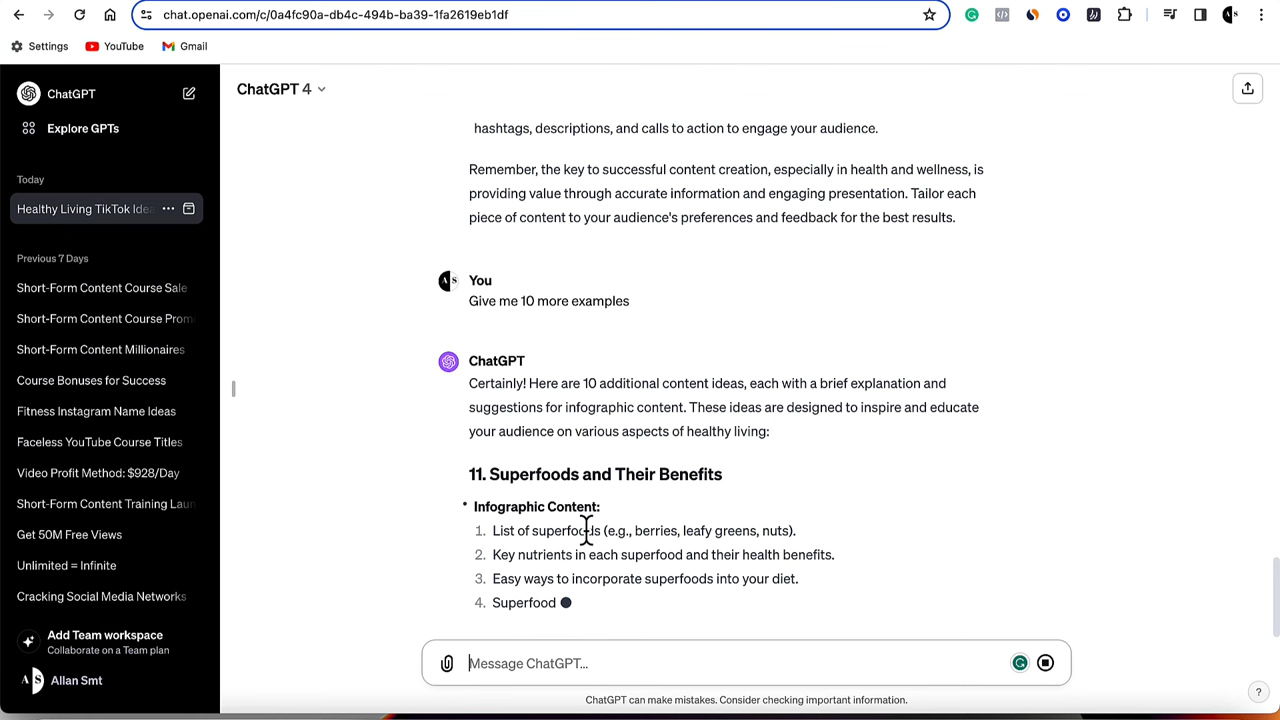 chat.openai.com/c/0a4fc90a-db4c-494b-ba39-1fa2619eb1df
Settings
YouTube
Gmail
ChatGPT
Explore GPTs
Today
Healthy Living TikTok Idea
Previous 7 Days
Short-Form Content Course Sale
Short-Form Content Course Prom
Short-Form Content Millionaires
Course Bonuses for Success
Fitness Instagram Name Ideas
Faceless YouTube Course Titles
Video Profit Method: $928/Day
Short-Form Content Training Laun
Get 50M Free Views
Unlimited = Infinite
Cracking Social Media Networks
Add Team workspace
Collaborate on a Team plan
A S
Allan Smt
ChatGPT 4
hashtags, descriptions, and calls to action to engage your audience.
Remember, the key to successful content creation, especially in health and wellness, is
providing value through accurate information and engaging presentation. Tailor each
piece of content to your audience's preferences and feedback for the best results.
A S
You
Give me 10 more examples
ChatGPT
Certainly! Here are 10 additional content ideas, each with a brief explanation and
suggestions for infographic content. These ideas are designed to inspire and educate
your audience on various aspects of healthy living:
11. Superfoods and Their Benefits
• Infographic Content:
1. List of superfoods (e.g., berries, leafy greens, nuts).
2. Key nutrients in each superfood and their health benefits.
3. Easy ways to incorporate superfoods into your diet.
4. Superfood
Message ChatGPT...
ChatGPT can make mistakes. Consider checking important information.
?